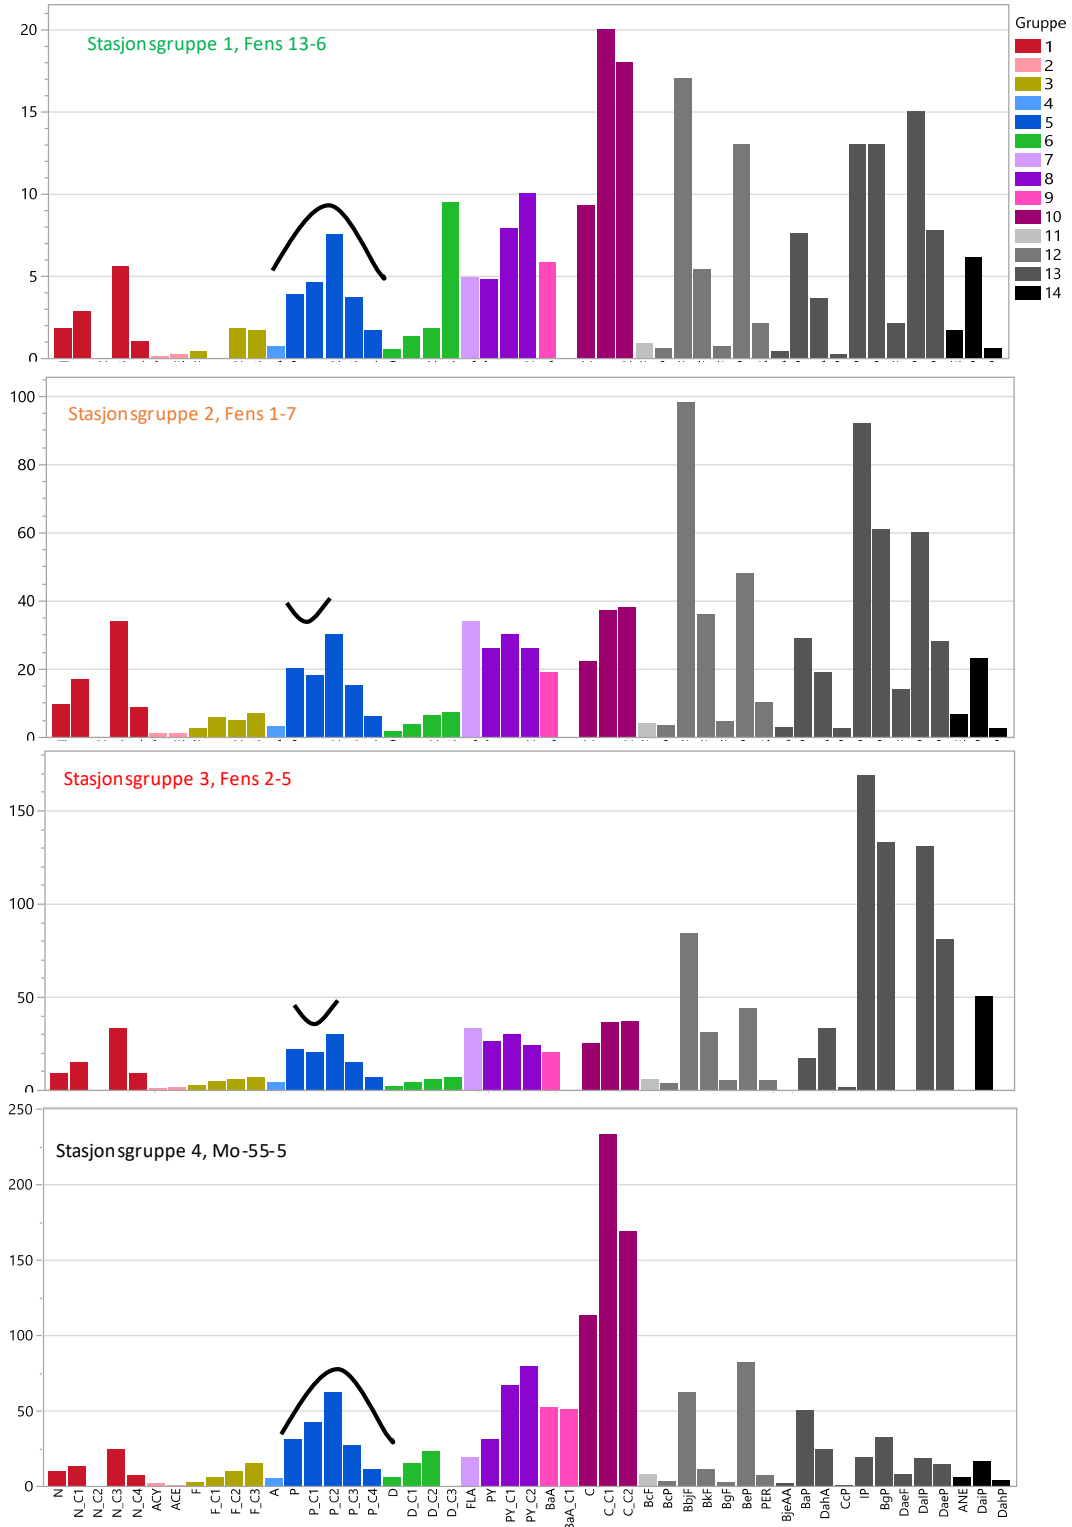 Gruppe
1
2
3
4
5
6
7
8
9
10
11
12
13
14
Stasjonsgruppe 1, Fens 13-6
20
15
10
5
0
Stasjonsgruppe 2, Fens 1-7
100
80
60
40
20
0
Stasjonsgruppe 3, Fens 2-5
150
100
50
0
Stasjonsgruppe 4, Mo-55-5
250
200
150
100
50
0
N
N_C1
N_C2
N_C3
N_C4
ACY
ACE
F
F_C1
F_C2
F_C3
A
P
P_C1
P_C2
P_C3
P_C4
D
D_C1
D_C2
D_C3
FLA
PY
PY_C1
PY_C2
BaA
BaA_C1
C
C_C1
C_C2
BcF
BcP
BbjF
BkF
BgF
BeP
PER
BjeAA
BaP
DahA
CcP
IP
BgP
DaeF
DalP
DaeP
ANE
DaiP
DahP